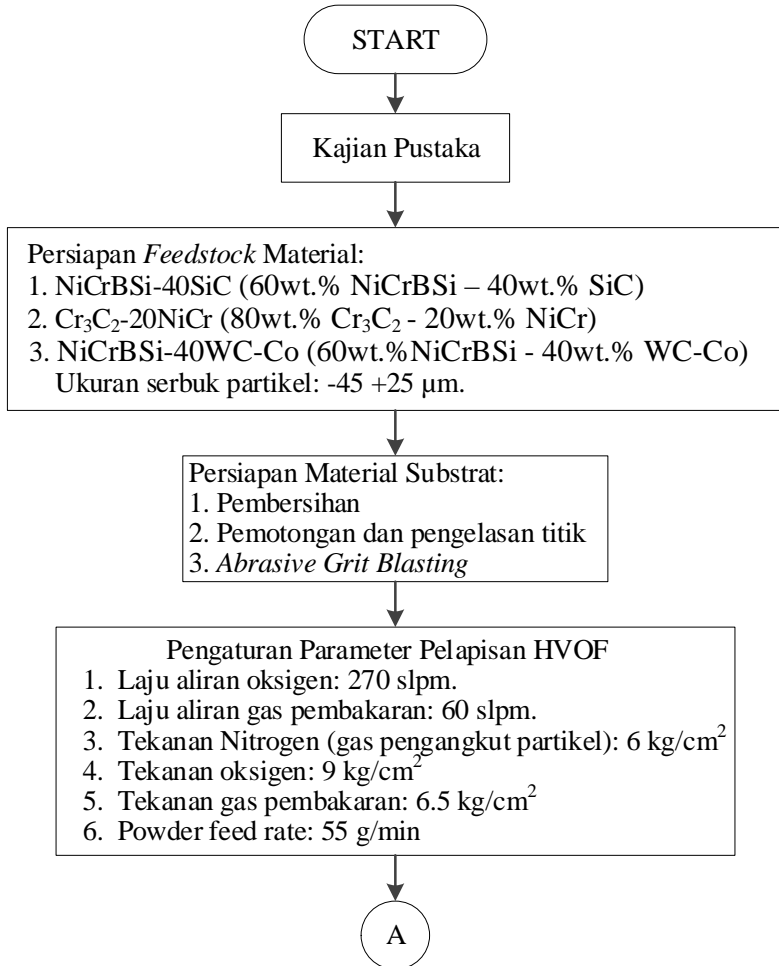 START
Kajian Pustaka
Persiapan Feedstock Material:
1. NiCrBSi-40SiC (60wt.% NiCrBSi – 40wt.% SiC)
2. Cr₃C₂-20NiCr (80wt.% Cr₃C₂ - 20wt.% NiCr)
3. NiCrBSi-40WC-Co (60wt.%NiCrBSi - 40wt.% WC-Co)
Ukuran serbuk partikel: -45 +25 µm.
Persiapan Material Substrat:
1. Pembersihan
2. Pemotongan dan pengelasan titik
3. Abrasive Grit Blasting
Pengaturan Parameter Pelapisan HVOF
1. Laju aliran oksigen: 270 slpm.
2. Laju aliran gas pembakaran: 60 slpm.
3. Tekanan Nitrogen (gas pengangkut partikel): 6 kg/cm²
4. Tekanan oksigen: 9 kg/cm²
5. Tekanan gas pembakaran: 6.5 kg/cm²
6. Powder feed rate: 55 g/min
A